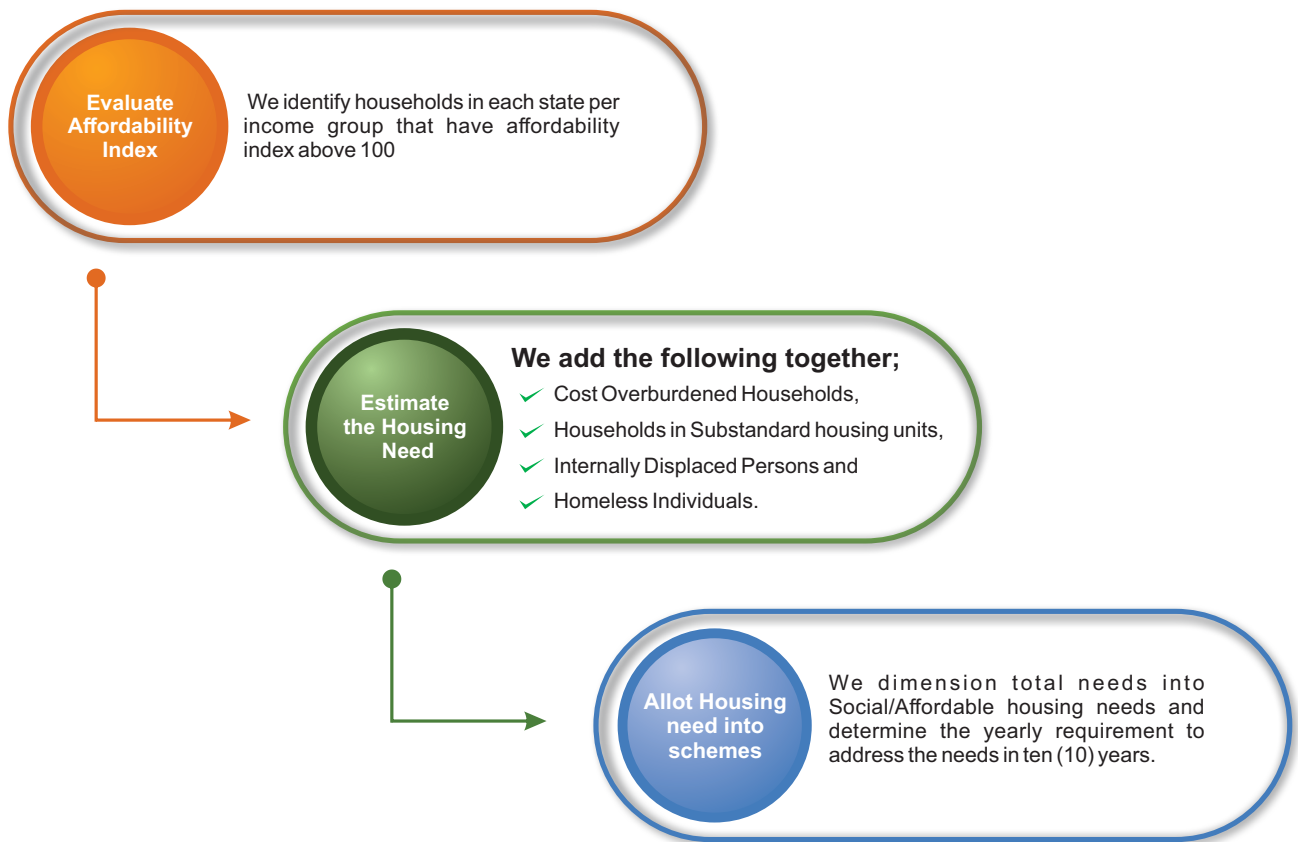 Evaluate
Affordability
Index
We identify households in each state per
income group that have affordability
index above 100
Estimate
the Housing
Need
We add the following together;
Cost Overburdened Households,
Households in Substandard housing units,
Internally Displaced Persons and
Homeless Individuals.
Allot Housing
need into
schemes
We dimension total needs into
Social/Affordable housing needs and
determine the yearly requirement to
address the needs in ten (10) years.